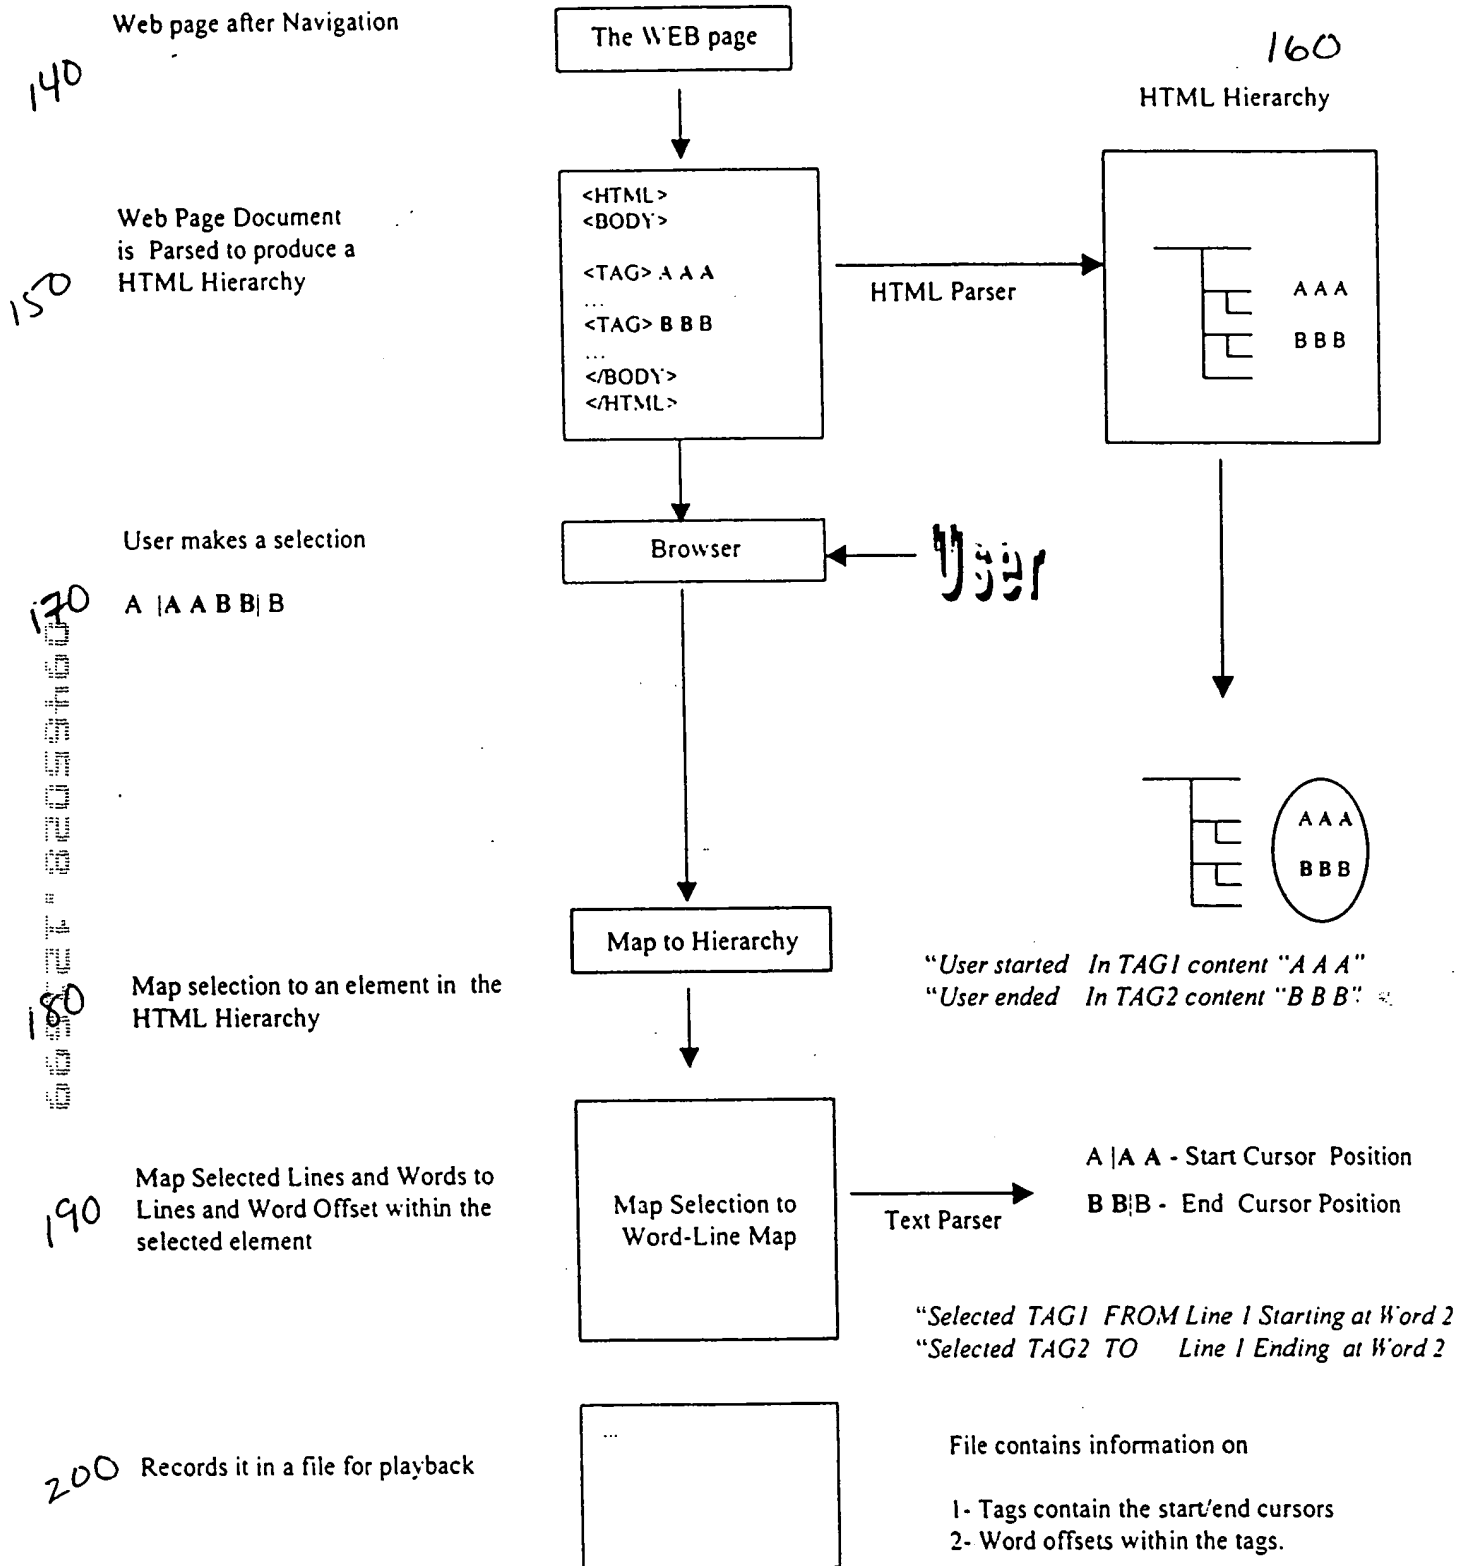 Web page after Navigation
The WEB page
160
140
HTML Hierarchy
<HTML>
<BODY>
<TAG> A A A
...
<TAG> B B B
...
</BODY>
</HTML>
Web Page Document
is Parsed to produce a
HTML Hierarchy
150
HTML Parser
A A A
B B B
User makes a selection
Browser
User
170
A |A A B B| B
A A A
B B B
Map to Hierarchy
"User started In TAG1 content "A A A"
"User ended In TAG2 content "B B B".
180
Map selection to an element in the
HTML Hierarchy
09455028.120599
190
Map Selected Lines and Words to
Lines and Word Offset within the
selected element
Map Selection to
Word-Line Map
Text Parser
A |A A - Start Cursor Position
B B|B - End Cursor Position
"Selected TAG1 FROM Line 1 Starting at Word 2
"Selected TAG2 TO Line 1 Ending at Word 2
200
Records it in a file for playback
...
File contains information on
1- Tags contain the start/end cursors
2- Word offsets within the tags.